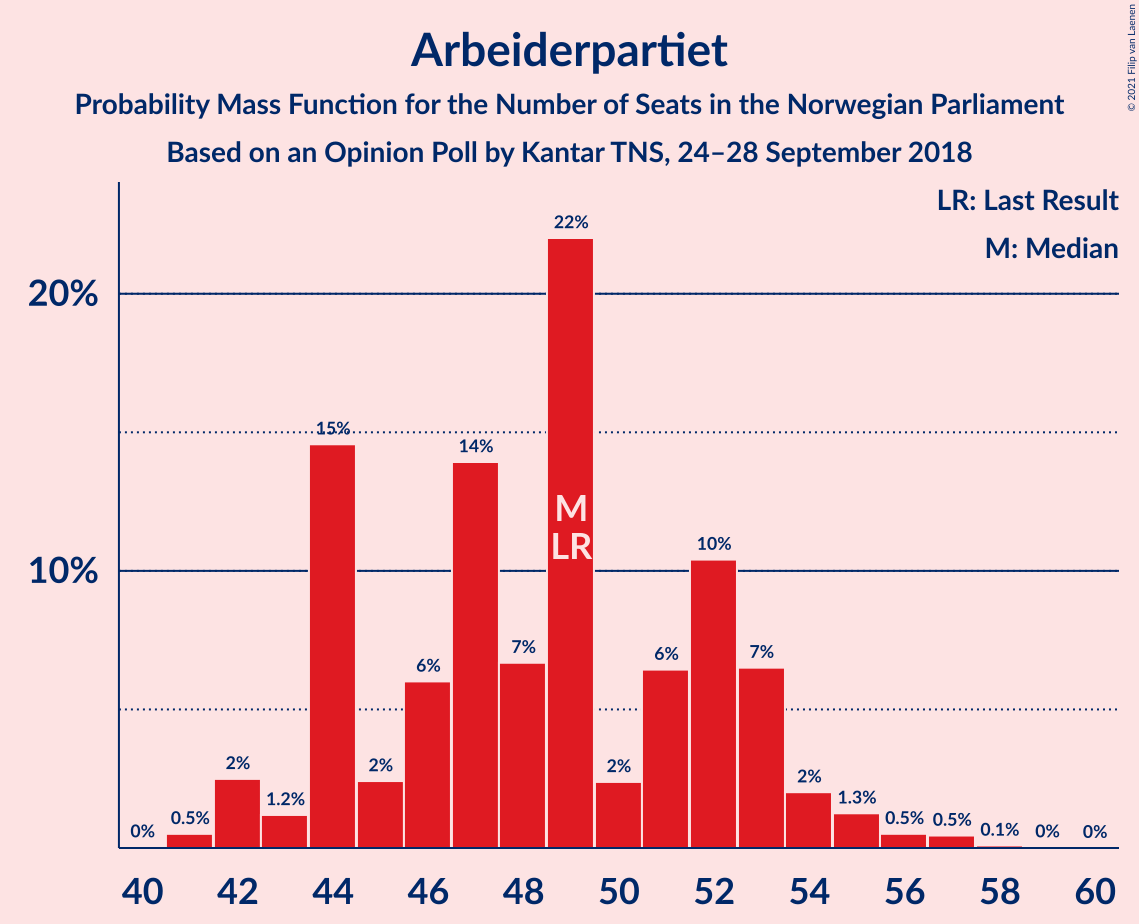 © 2021 Filip van Laenen
Arbeiderpartiet
Probability Mass Function for the Number of Seats in the Norwegian Parliament
Based on an Opinion Poll by Kantar TNS, 24–28 September 2018
LR: Last Result
M: Median
20%
10%
0% 0.5% 2% 1.2% 15% 2% 6% 14% 7% 22% 2% 6% 10% 7% 2% 1.3% 0.5% 0.5% 0.1% 0% 0%
M
LR
40 42 44 46 48 50 52 54 56 58 60